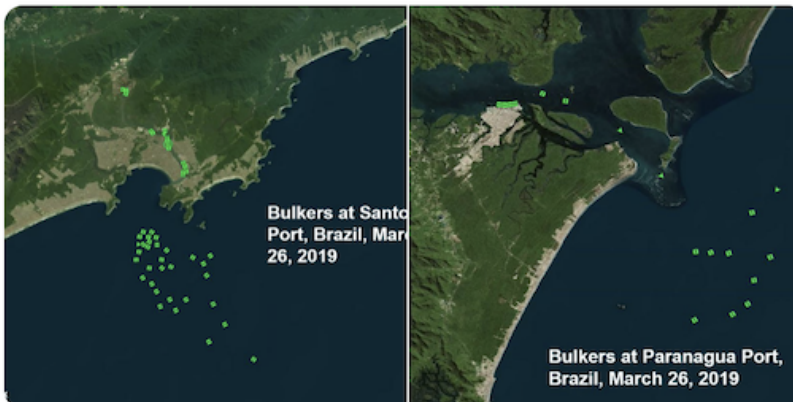 Bulkers at Santo
Port, Brazil, Marc
26, 2019
Bulkers at Paranagua Port,
Brazil, March 26, 2019